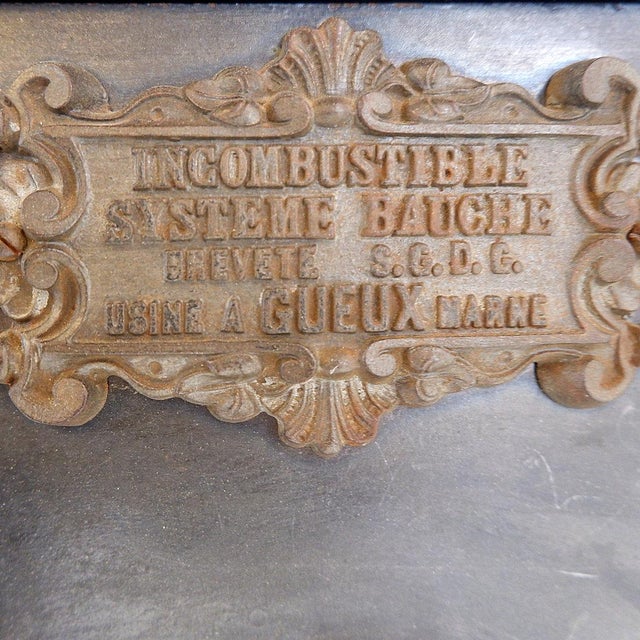 INCOMBUSTIBLE
SYSTEME BAUCHE
BREVETE S.G.D.G.
USINE A GUEUX MARNE